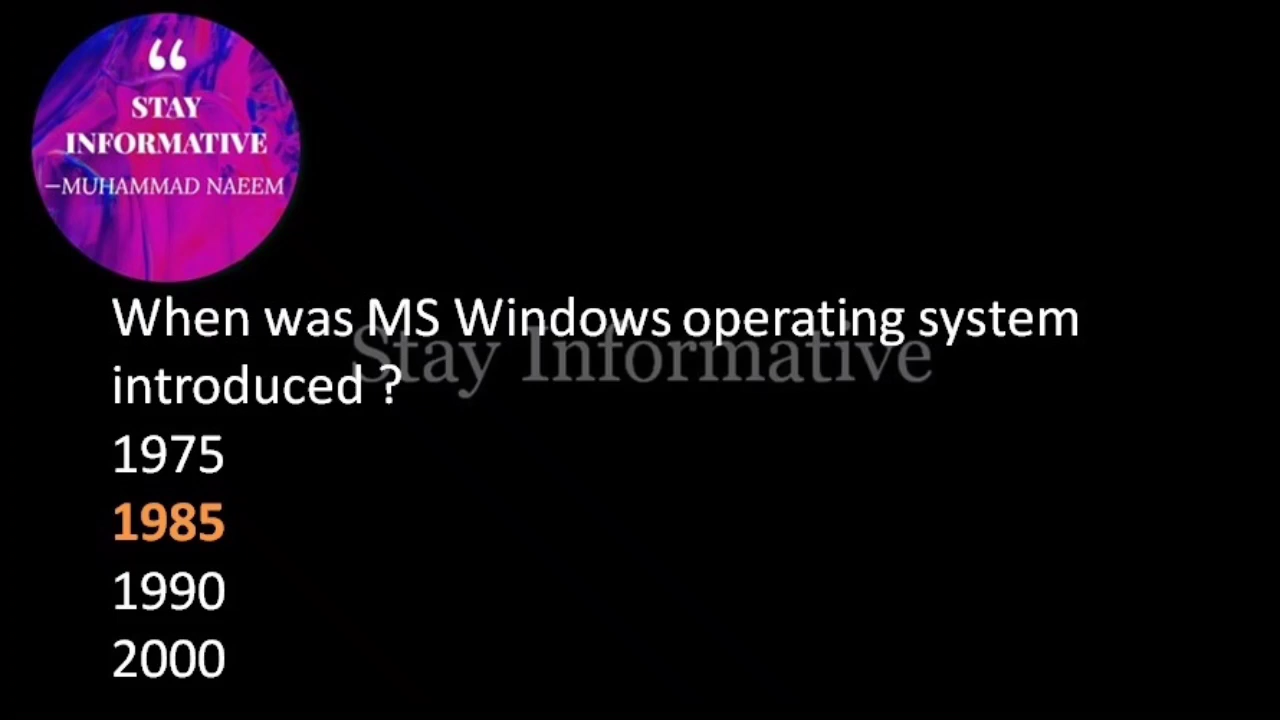 “
STAY
INFORMATIVE
—MUHAMMAD NAEEM
When was MS Windows operating system
Stay Informative
introduced ?
1975
1985
1990
2000